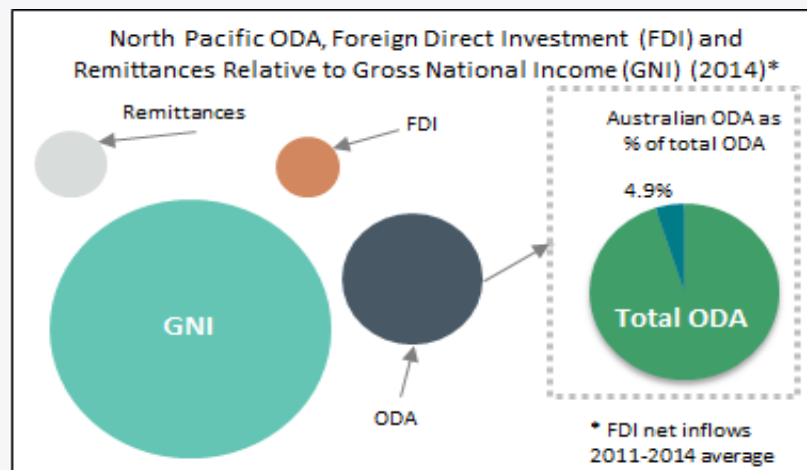 North Pacific ODA, Foreign Direct Investment (FDI) and
Remittances Relative to Gross National Income (GNI) (2014)*
Remittances
FDI
Australian ODA as
% of total ODA
4.9%
GNI
Total ODA
ODA
* FDI net inflows
2011-2014 average